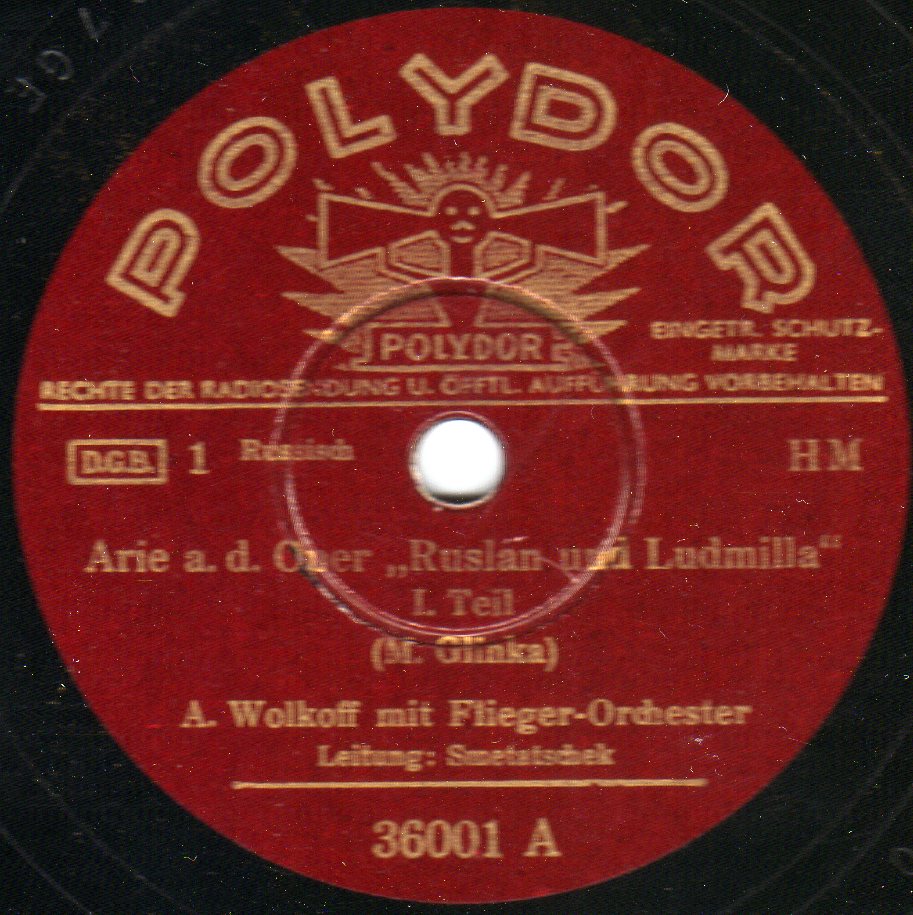 POLYDOR
POLYDOR
EINGETR. SCHUTZ-
MARKE
RECHTE DER RADIOSENDUNG U. ÖFFTL. AUFFÜHRUNG VORBEHALTEN
D.G.B. 1 Russisch HM
Arie a. d. Oper „Ruslan und Ludmilla“
I. Teil
(M. Glinka)
A. Wolkoff mit Flieger-Orchester
Leitung: Smetatschek
36001 A